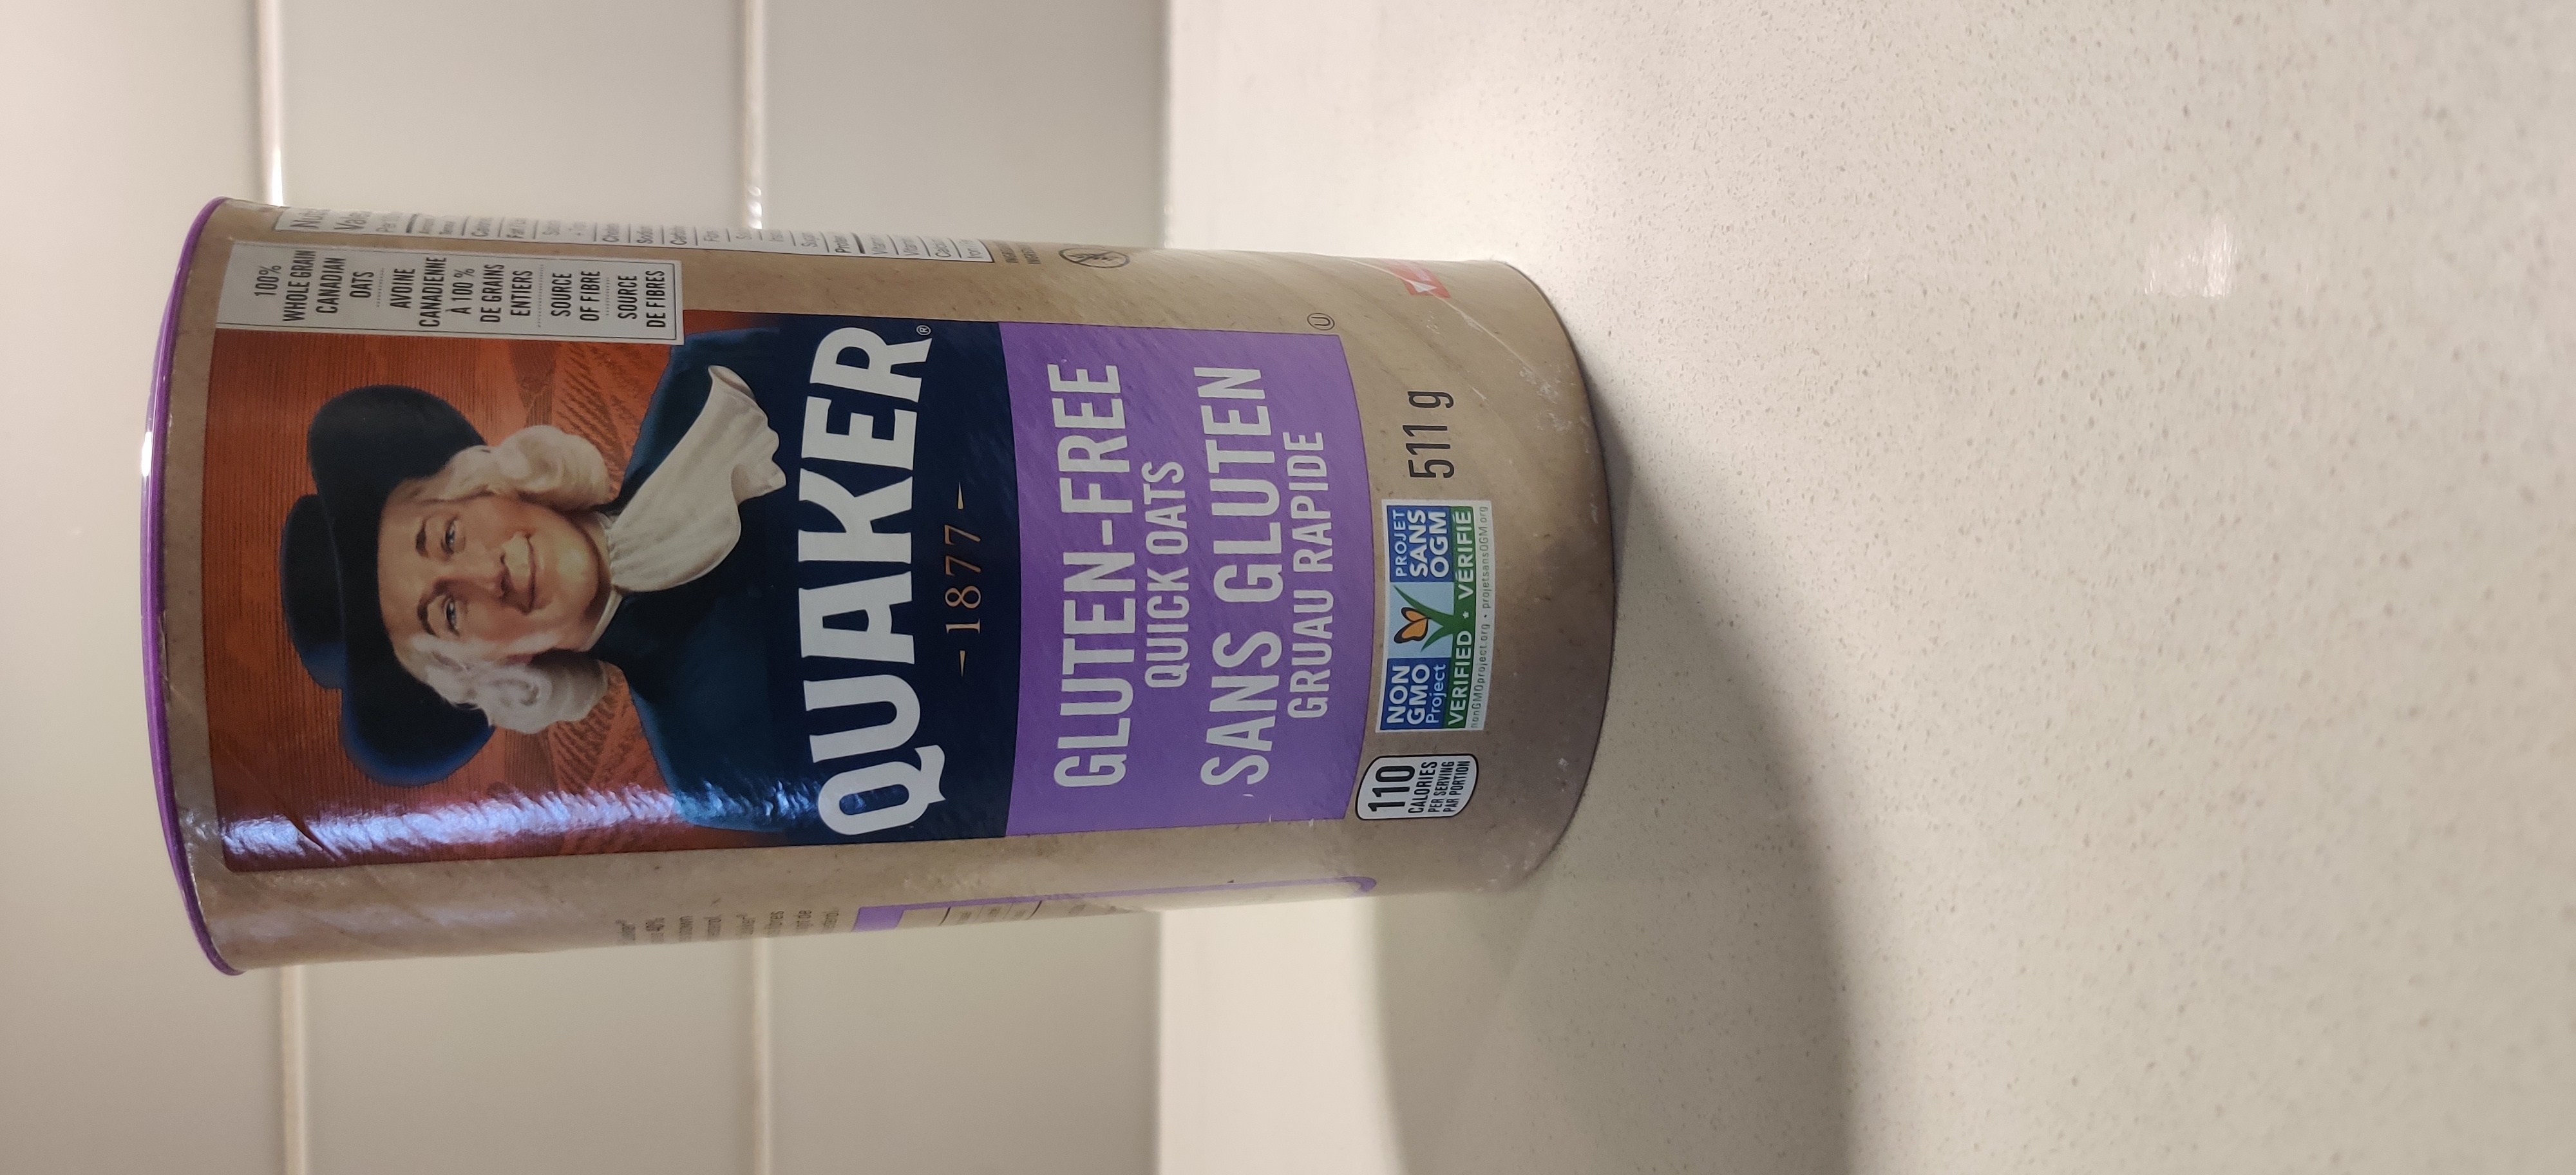 100%
WHOLE GRAIN
CANADIAN
OATS
AVOINE
CANADIENNE
À 100 %
DE GRAINS
ENTIERS
SOURCE
OF FIBRE
SOURCE
DE FIBRES
QUAKER®
1877
GLUTEN-FREE
QUICK OATS
SANS GLUTEN
GRUAU RAPIDE
U
110
CALORIES
PER SERVING
PAR PORTION
NON
GMO
Project
PROJET
SANS
OGM
VERIFIED • VÉRIFIÉ
nonGMOproject.org • projetsansOGM.org
511 g
40%